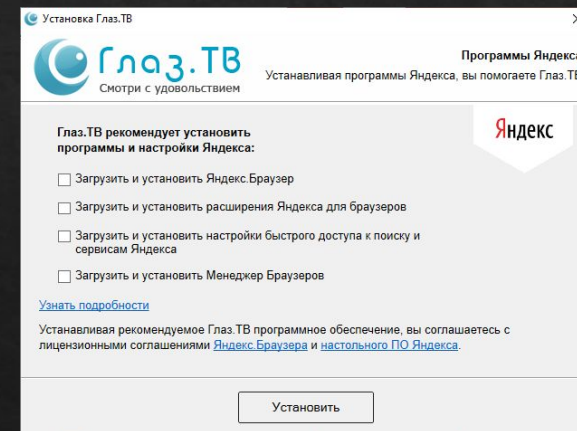 Установка Глаз.ТВ
Глаз.ТВ
Смотри с удовольствием
Программы Яндекса
Устанавливая программы Яндекса, вы помогаете Глаз.ТВ
Яндекс
Глаз.ТВ рекомендует установить
программы и настройки Яндекса:
Загрузить и установить Яндекс.Браузер
Загрузить и установить расширения Яндекса для браузеров
Загрузить и установить настройки быстрого доступа к поиску и
сервисам Яндекса
Загрузить и установить Менеджер Браузеров
Узнать подробности
Устанавливая рекомендуемое Глаз.ТВ программное обеспечение, вы соглашаетесь с
лицензионными соглашениями Яндекс.Браузера и настольного ПО Яндекса.
Установить